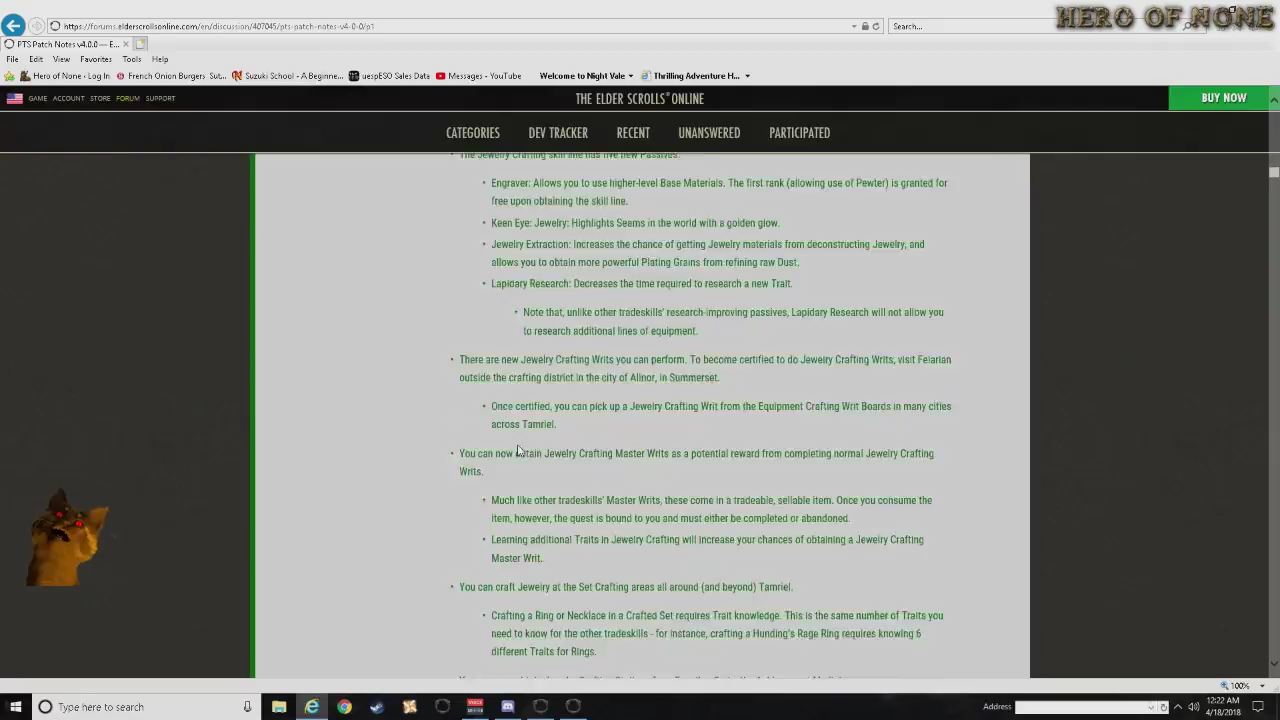 HERO OF NONE
https://forums.elderscrollsonline.com/en/discussion/407045/pts-patch-notes-v4-0-0/p1
Search...
PTS Patch Notes v4.0.0 — E...
File Edit View Favorites Tools Help
Hero of None - Log In French Onion Burgers Sut... Suzuki School - A Beginne... uespESO Sales Data Messages - YouTube Welcome to Night Vale Thrilling Adventure H...
GAME ACCOUNT STORE FORUM SUPPORT
THE ELDER SCROLLS ONLINE
BUY NOW
CATEGORIES DEV TRACKER RECENT UNANSWERED PARTICIPATED
The Jewelry Crafting skill line has five new Passives.
Engraver: Allows you to use higher-level Base Materials. The first rank (allowing use of Pewter) is granted for
free upon obtaining the skill line.
Keen Eye: Jewelry: Highlights Seams in the world with a golden glow.
Jewelry Extraction: Increases the chance of getting Jewelry materials from deconstructing Jewelry, and
allows you to obtain more powerful Plating Grains from refining raw Dust.
Lapidary Research: Decreases the time required to research a new Trait.
Note that, unlike other tradeskills' research-improving passives, Lapidary Research will not allow you
to research additional lines of equipment.
There are new Jewelry Crafting Writs you can perform. To become certified to do Jewelry Crafting Writs, visit Felarian
outside the crafting district in the city of Alinor, in Summerset.
Once certified, you can pick up a Jewelry Crafting Writ from the Equipment Crafting Writ Boards in many cities
across Tamriel.
You can now obtain Jewelry Crafting Master Writs as a potential reward from completing normal Jewelry Crafting
Writs.
Much like other tradeskills' Master Writs, these come in a tradeable, sellable item. Once you consume the
item, however, the quest is bound to you and must either be completed or abandoned.
Learning additional Traits in Jewelry Crafting will increase your chances of obtaining a Jewelry Crafting
Master Writ.
You can craft Jewelry at the Set Crafting areas all around (and beyond) Tamriel.
Crafting a Ring or Necklace in a Crafted Set requires Trait knowledge. This is the same number of Traits you
need to know for the other tradeskills - for instance, crafting a Hunding's Rage Ring requires knowing 6
different Traits for Rings.
100%
Type here to search
Address
12:22 AM
4/18/2018